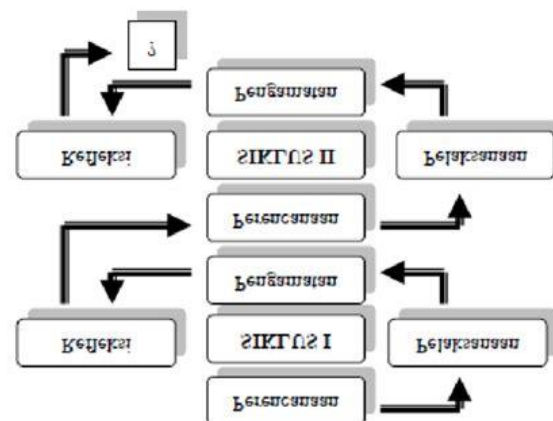 Perencanaan
Refleksi
SIKLUS I
Pelaksanaan
Pengamatan
Perencanaan
Refleksi
SIKLUS II
Pelaksanaan
Pengamatan
?